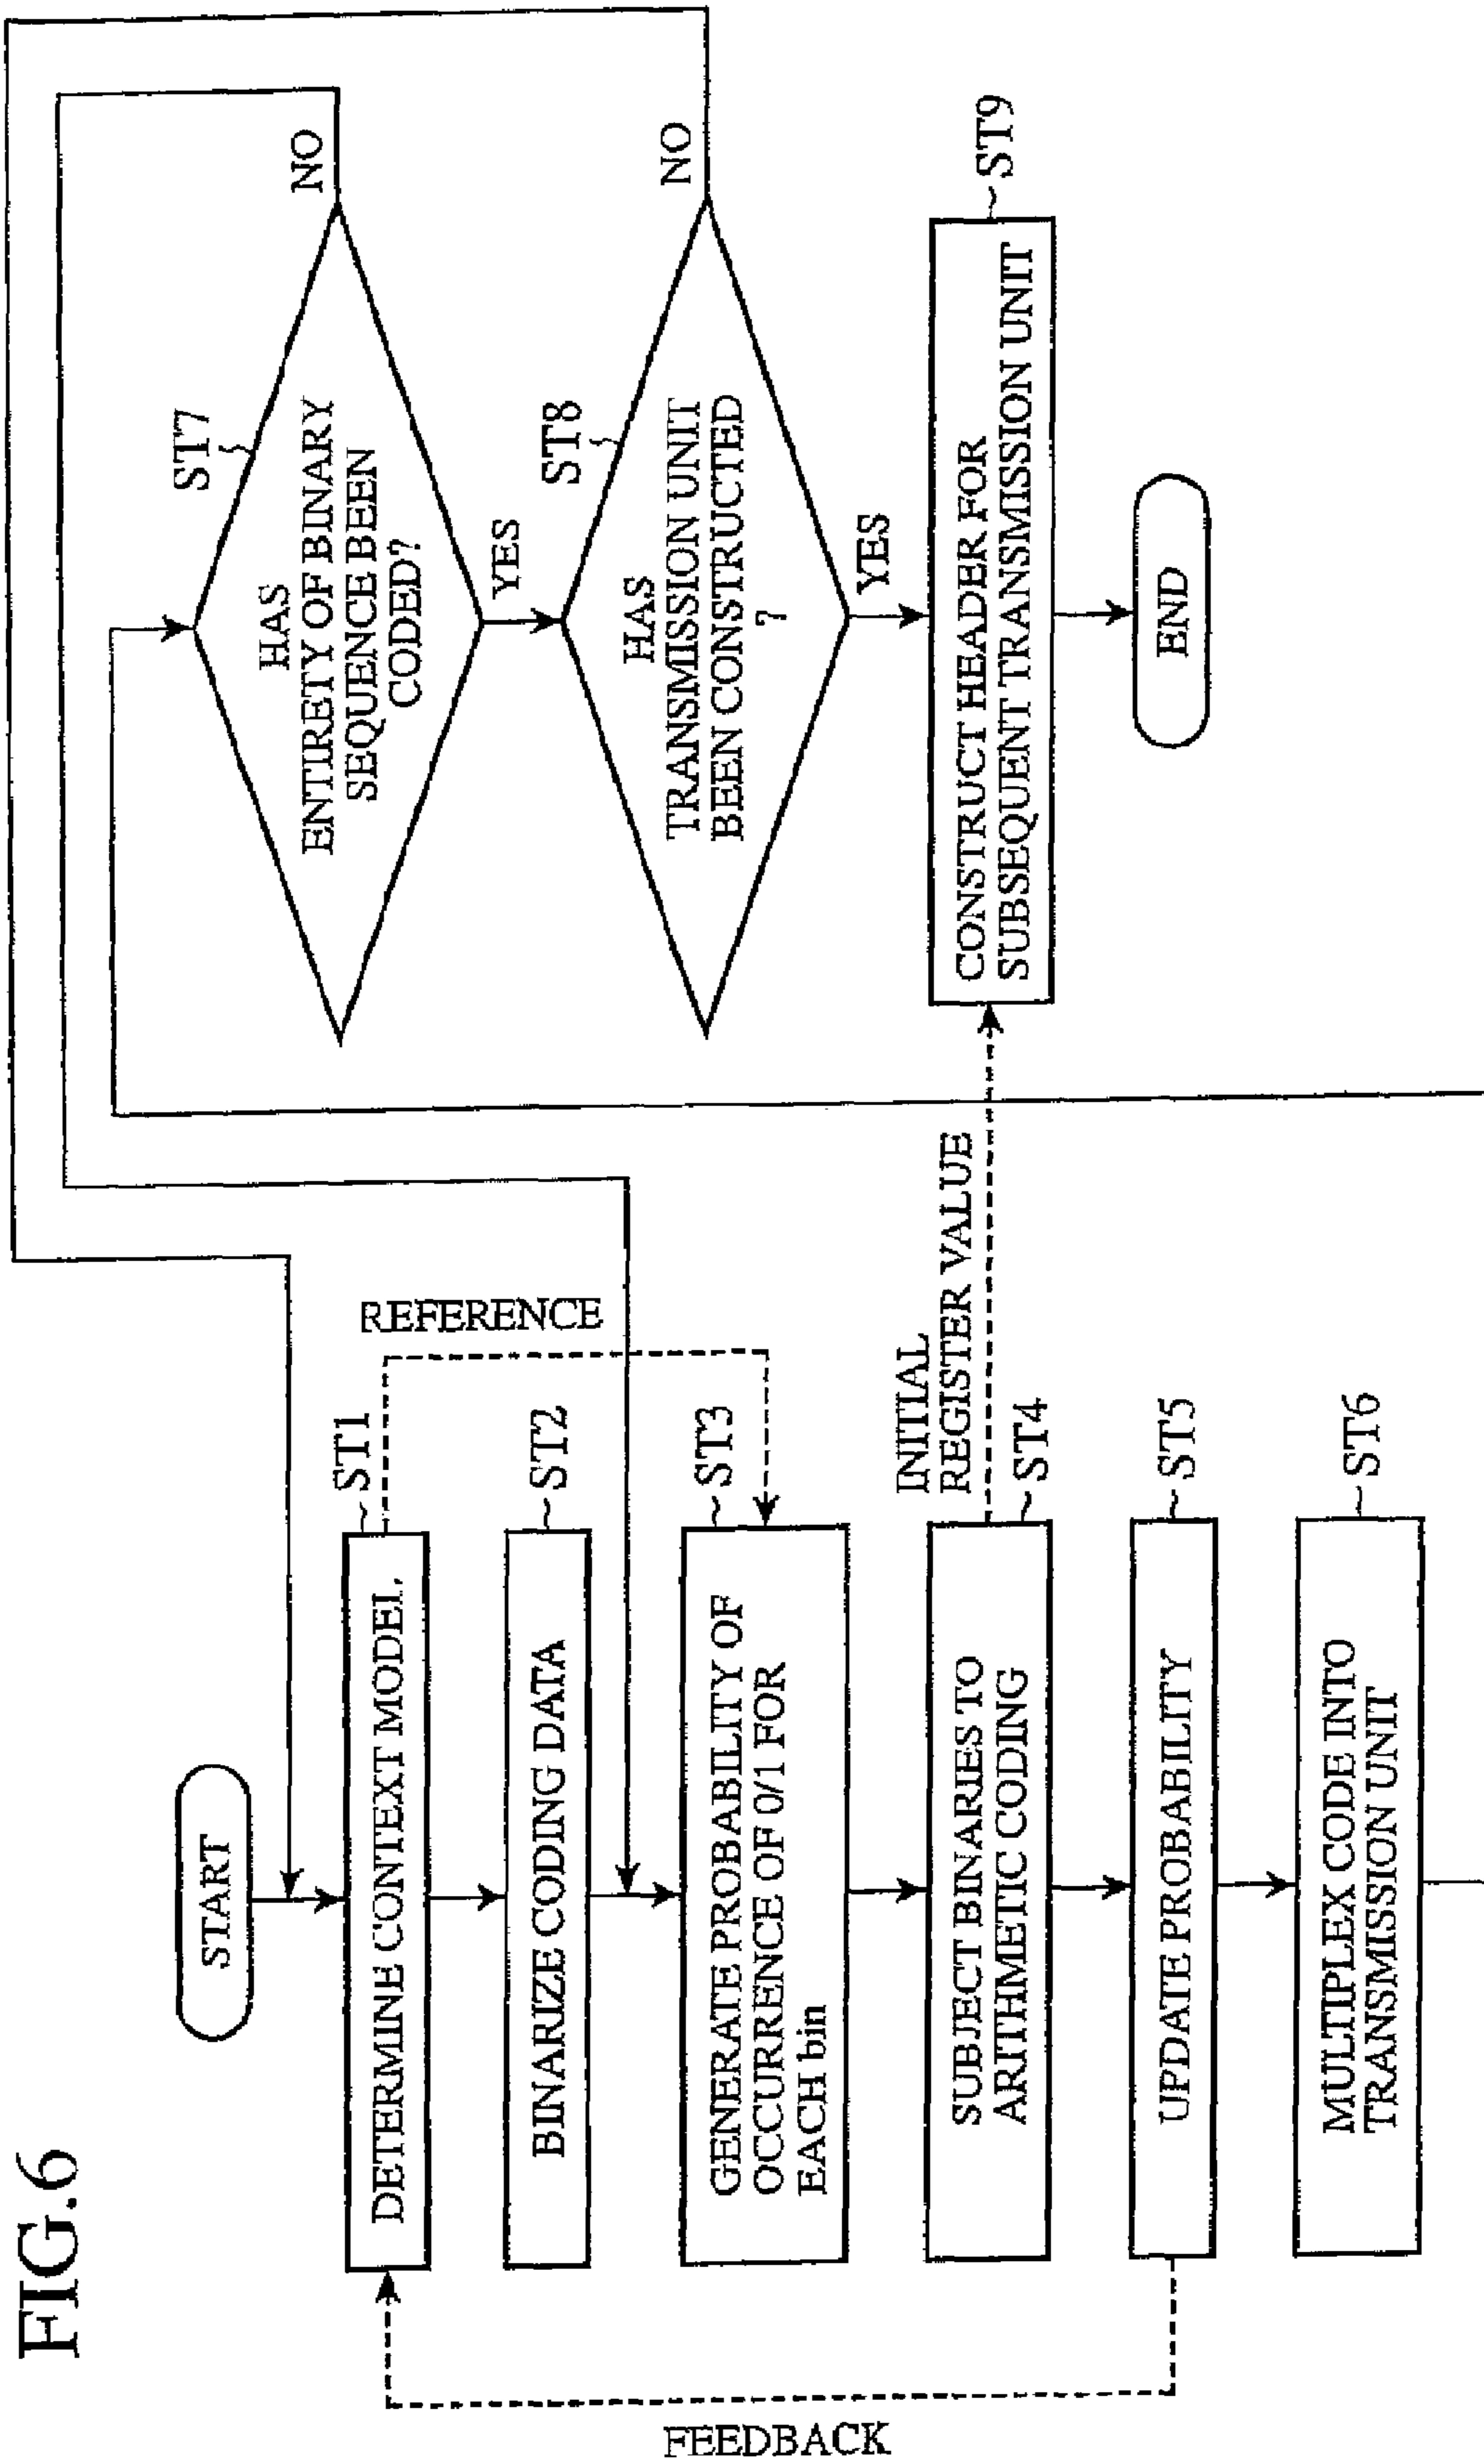 FIG.6
START
DETERMINE CONTEXT MODEL
ST1
REFERENCE
BINARIZE CODING DATA
ST2
GENERATE PROBABILITY OF
OCCURRENCE OF 0/1 FOR
EACH bin
ST3
SUBJECT BINARIES TO
ARITHMETIC CODING
ST4
INITIAL
REGISTER VALUE
UPDATE PROBABILITY
ST5
FEEDBACK
MULTIPLEX CODE INTO
TRANSMISSION UNIT
ST6
ST7
HAS
ENTIRETY OF BINARY
SEQUENCE BEEN
CODED?
NO
YES
ST8
HAS
TRANSMISSION UNIT
BEEN CONSTRUCTED
?
NO
YES
CONSTRUCT HEADER FOR
SUBSEQUENT TRANSMISSION UNIT
ST9
END